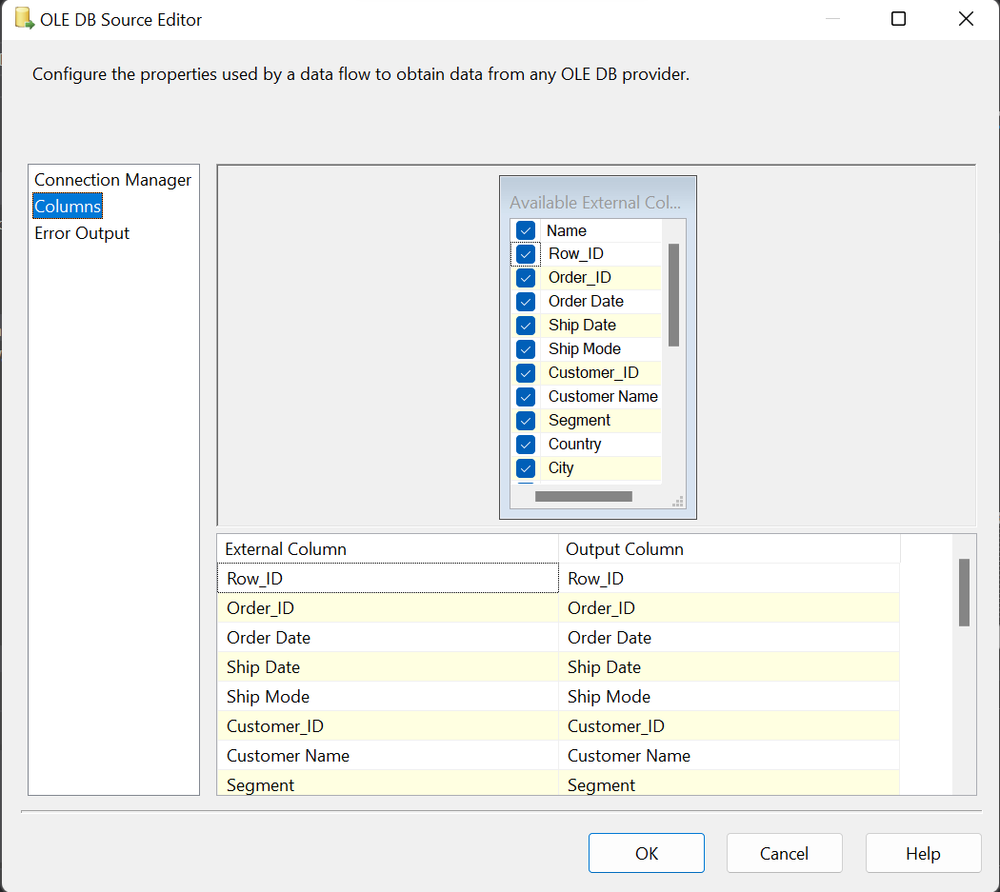 OLE DB Source Editor
Configure the properties used by a data flow to obtain data from any OLE DB provider.
Connection Manager
Columns
Error Output
Available External Col...
Name
Row_ID
Order_ID
Order Date
Ship Date
Ship Mode
Customer_ID
Customer Name
Segment
Country
City
External Column Output Column
Row_ID Row_ID
Order_ID Order_ID
Order Date Order Date
Ship Date Ship Date
Ship Mode Ship Mode
Customer_ID Customer_ID
Customer Name Customer Name
Segment Segment
OK Cancel Help